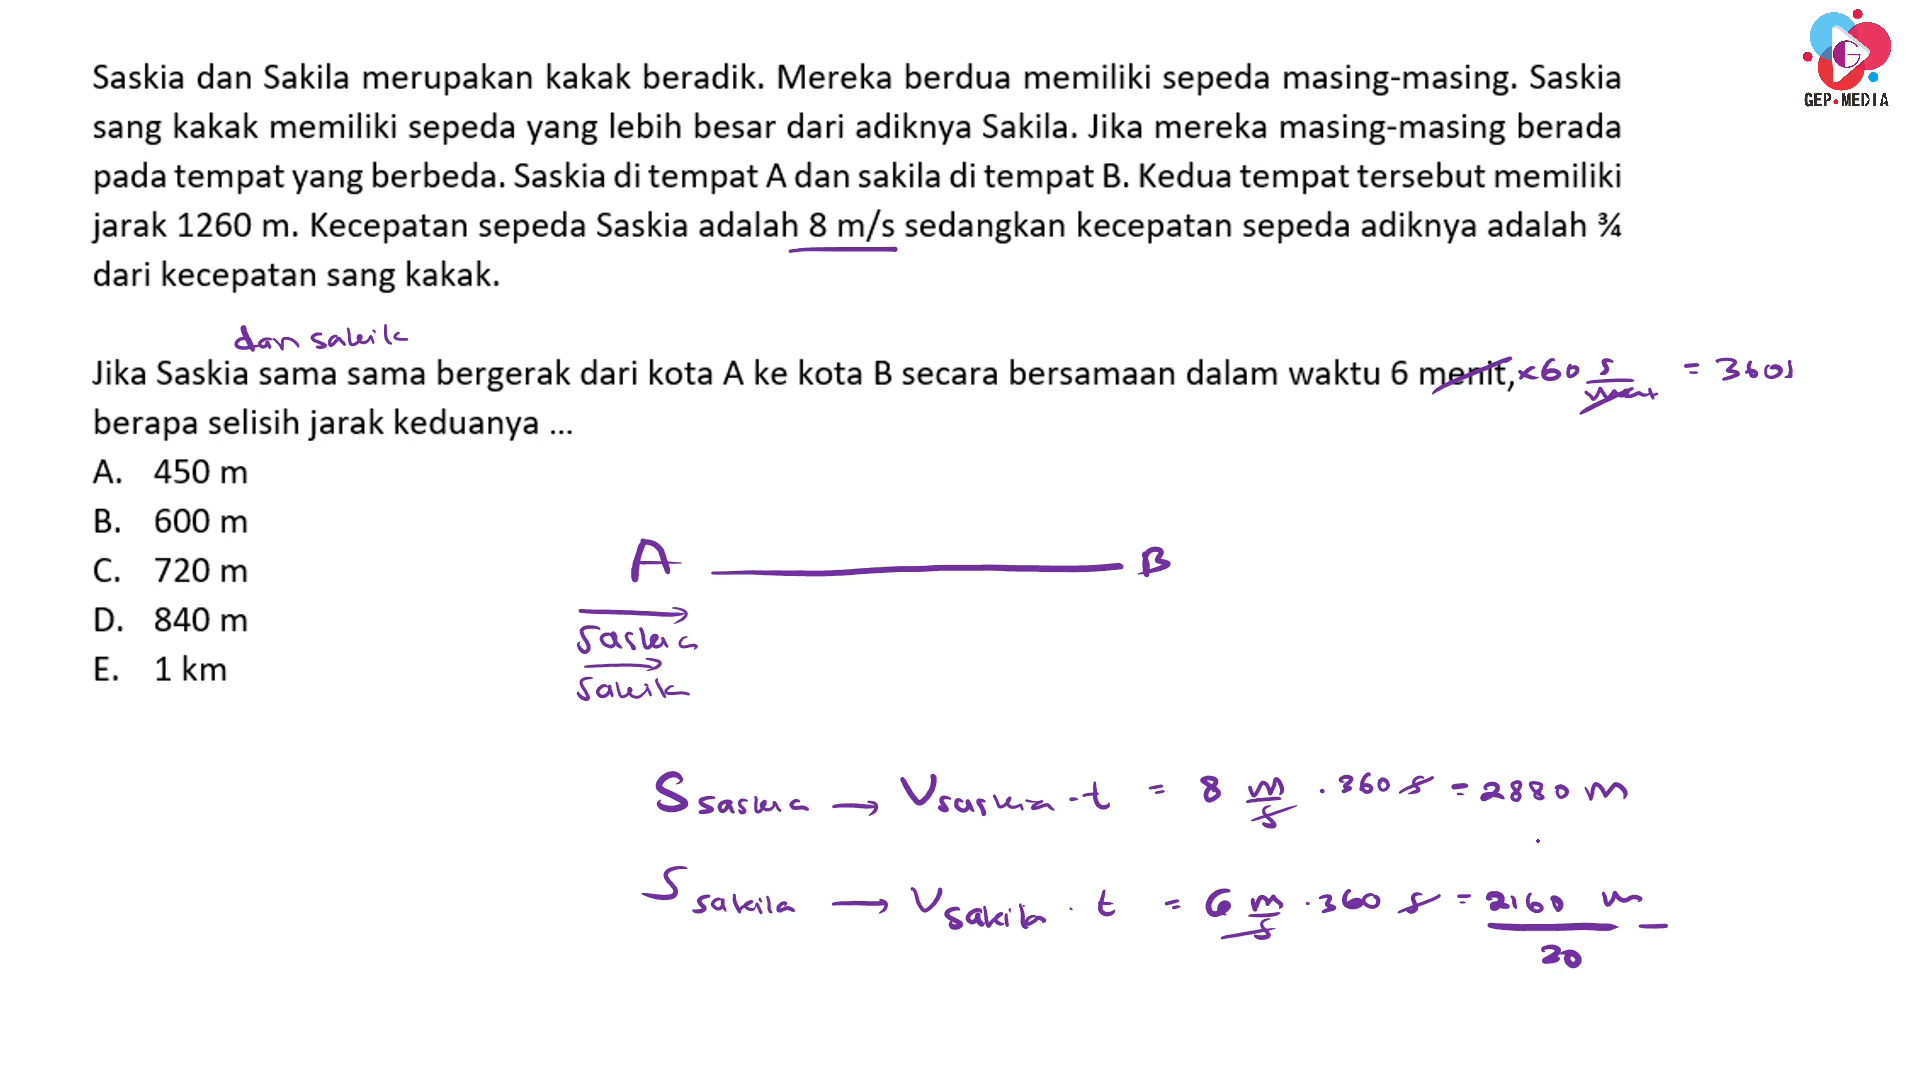 GEP•MEDIA
Saskia dan Sakila merupakan kakak beradik. Mereka berdua memiliki sepeda masing-masing. Saskia
sang kakak memiliki sepeda yang lebih besar dari adiknya Sakila. Jika mereka masing-masing berada
pada tempat yang berbeda. Saskia di tempat A dan sakila di tempat B. Kedua tempat tersebut memiliki
jarak 1260 m. Kecepatan sepeda Saskia adalah 8 m/s sedangkan kecepatan sepeda adiknya adalah ¾
dari kecepatan sang kakak.
dan sakila
Jika Saskia sama sama bergerak dari kota A ke kota B secara bersamaan dalam waktu 6 menit, ×60 s/menit = 360s
berapa selisih jarak keduanya ...
A. 450 m
B. 600 m
C. 720 m
D. 840 m
E. 1 km
A B
saskia
sakila
S saskia → V saskia . t = 8 m/s . 360 s = 2880 m
S sakila → V sakila . t = 6 m/s . 360 s = 2160 m
20